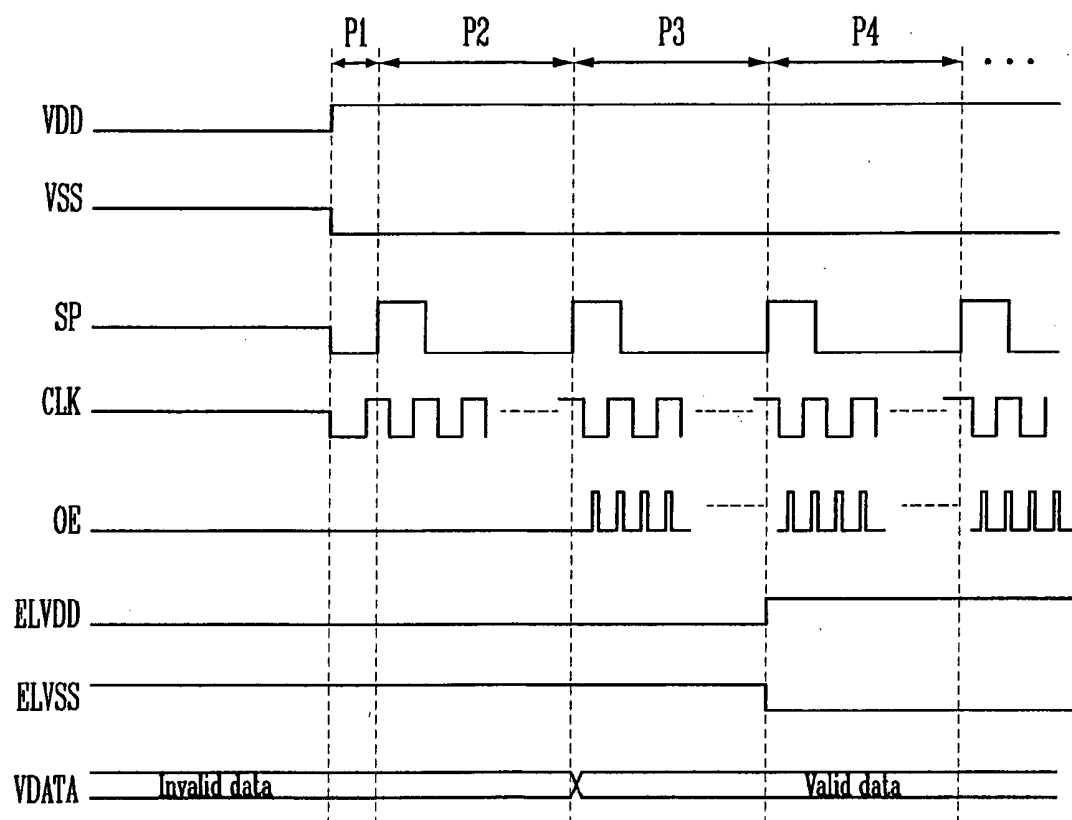 P1 P2 P3 P4 . . .
VDD
VSS
SP
CLK
OE
ELVDD
ELVSS
VDATA Invalid data Valid data